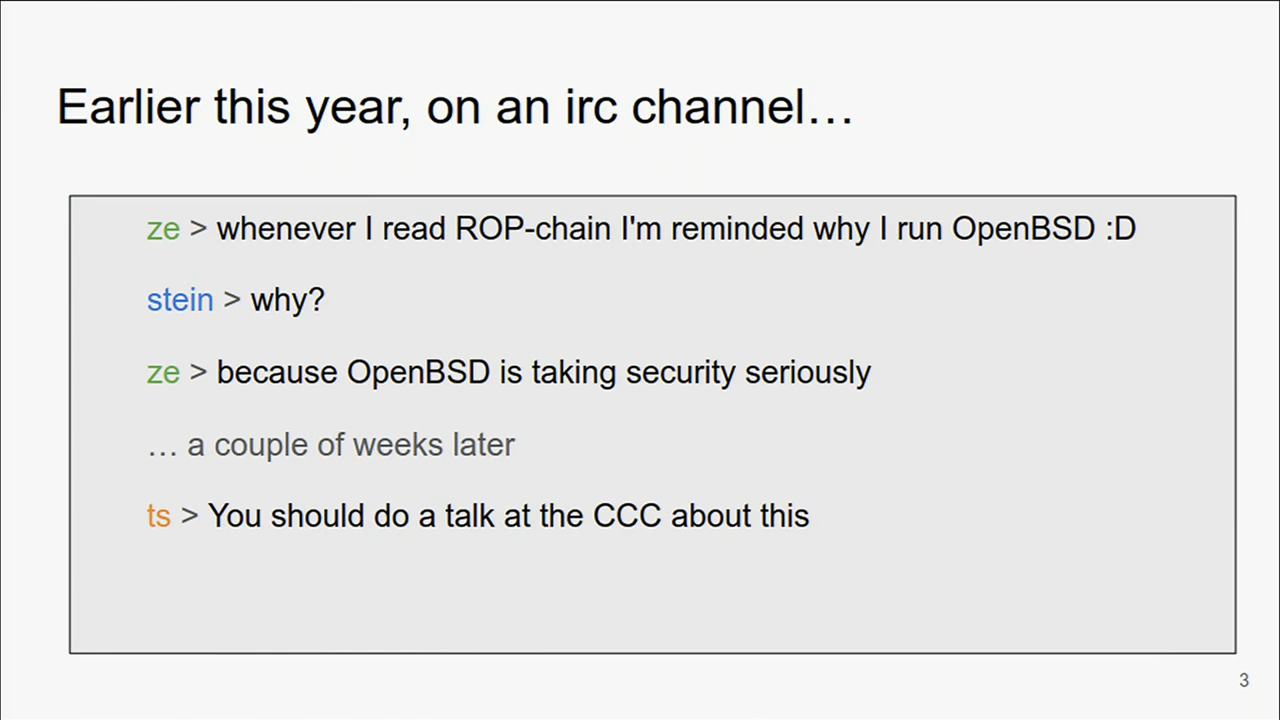 Earlier this year, on an irc channel…
ze > whenever I read ROP-chain I'm reminded why I run OpenBSD :D
stein > why?
ze > because OpenBSD is taking security seriously
… a couple of weeks later
ts > You should do a talk at the CCC about this
3